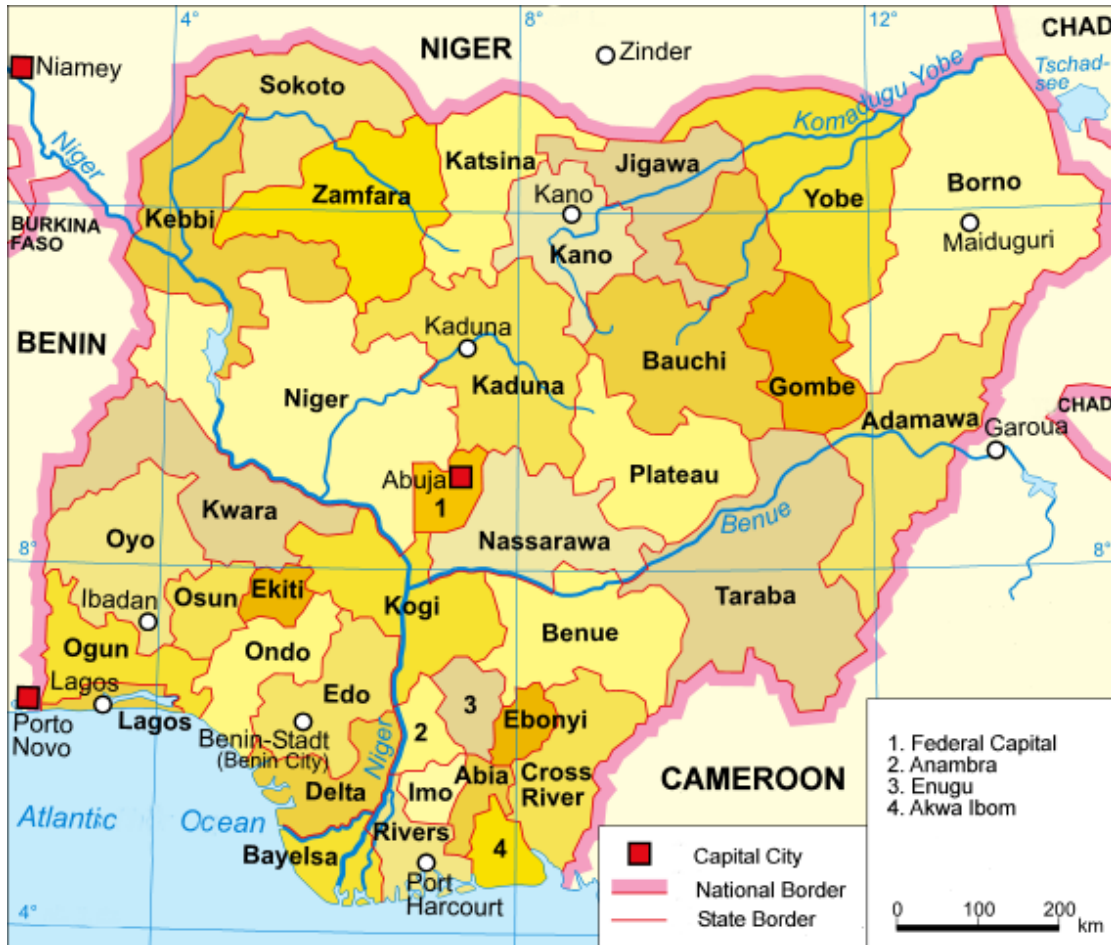 4°
8°
12°
NIGER
Zinder
CHAD
Niamey
Tschad-
see
Sokoto
Komadugu Yobe
Niger
Katsina
Jigawa
Zamfara
Kano
Yobe
Borno
Kebbi
BURKINA
FASO
Kano
Maiduguri
BENIN
Kaduna
Bauchi
Niger
Kaduna
Gombe
Adamawa
CHAD
Garoua
Abuja
Plateau
1
Kwara
Benue
Oyo
Nassarawa
8°
8°
Ibadan
Osun
Ekiti
Kogi
Taraba
Benue
Ogun
Ondo
Lagos
Edo
3
Porto
Novo
Lagos
2
Ebonyi
Benin-Stadt
(Benin City)
Niger
Abia
Cross
River
CAMEROON
Delta
Imo
Atlantic Ocean
Rivers
Bayelsa
4
Port
Harcourt
4°
1. Federal Capital
2. Anambra
3. Enugu
4. Akwa Ibom
Capital City
National Border
State Border
0 100 200 km